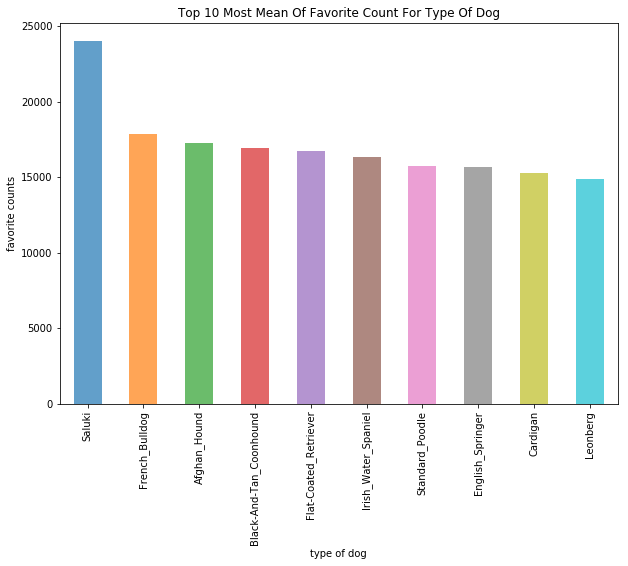 Top 10 Most Mean Of Favorite Count For Type Of Dog
25000
20000
15000
10000
5000
0
favorite counts
Saluki
French_Bulldog
Afghan_Hound
Black-And-Tan_Coonhound
Flat-Coated_Retriever
Irish_Water_Spaniel
Standard_Poodle
English_Springer
Cardigan
Leonberg
type of dog